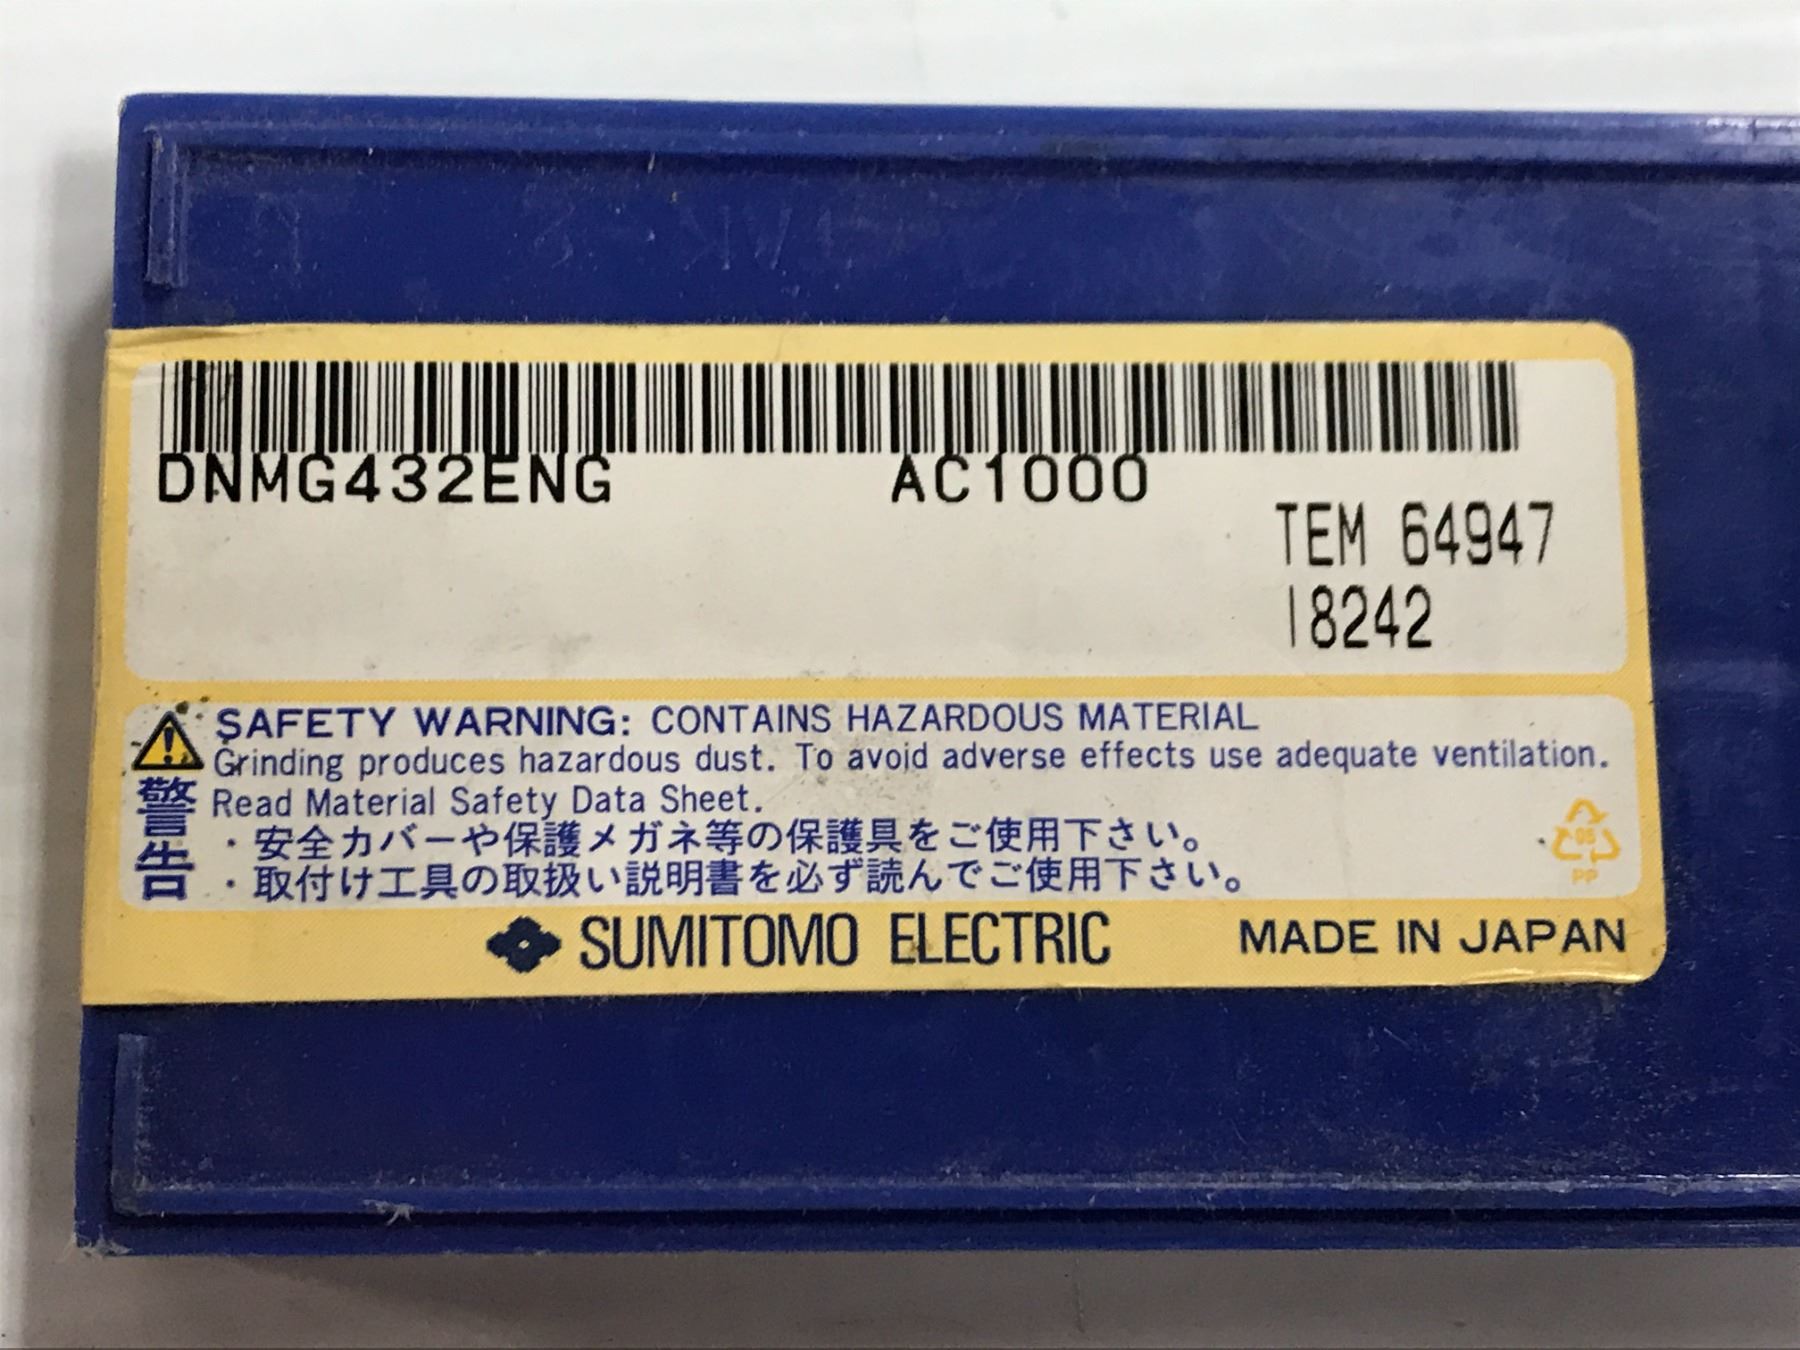 DNMG432ENG AC1000
TEM 64947
18242
SAFETY WARNING: CONTAINS HAZARDOUS MATERIAL
Grinding produces hazardous dust. To avoid adverse effects use adequate ventilation.
Read Material Safety Data Sheet.
警告
・安全カバーや保護メガネ等の保護具をご使用下さい。
・取付け工具の取扱い説明書を必ず読んでご使用下さい。
PP
SUMITOMO ELECTRIC MADE IN JAPAN